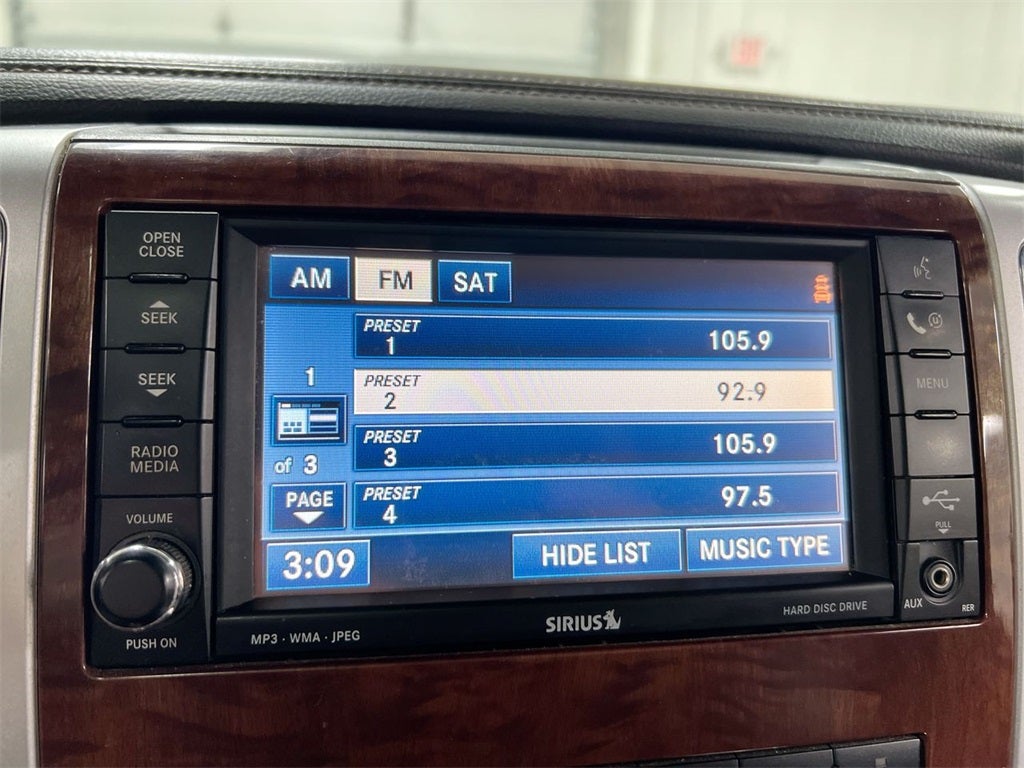 OPEN
CLOSE
SEEK
SEEK
RADIO
MEDIA
VOLUME
PUSH ON
AM FM SAT
PRESET
1 105.9
PRESET
2 92.9
PRESET
3 105.9
PRESET
4 97.5
1
of 3
PAGE
3:09 HIDE LIST MUSIC TYPE
MP3 · WMA · JPEG SIRIUS HARD DISC DRIVE
MENU
PULL
AUX RER